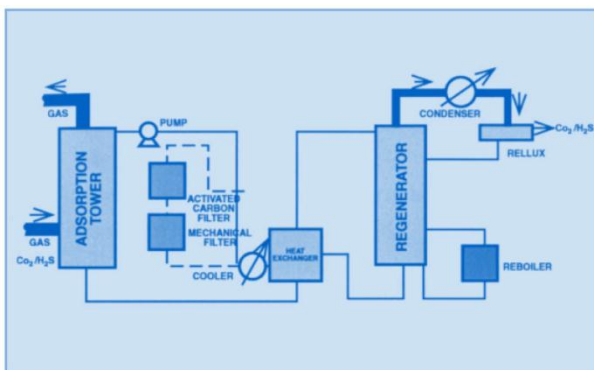 GAS
ADSORPTION
TOWER
GAS
Co₂/H₂S
PUMP
ACTIVATED
CARBON
FILTER
MECHANICAL
FILTER
COOLER
HEAT
EXCHANGER
REGENERATOR
CONDENSER
Co₂/H₂S
RELLUX
REBOILER